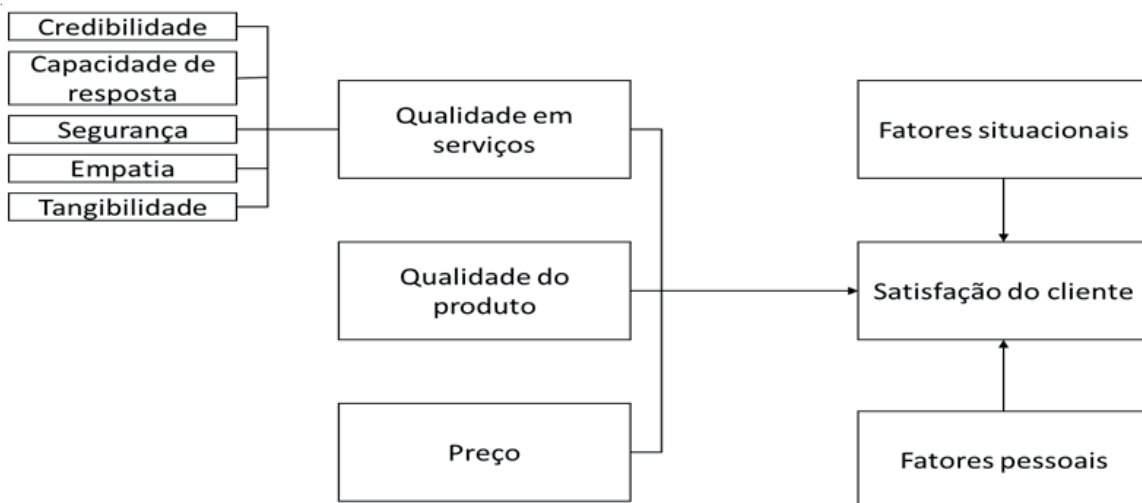 Credibilidade
Capacidade de
resposta
Segurança
Empatia
Tangibilidade
Qualidade em
serviços
Qualidade do
produto
Preço
Fatores situacionais
Satisfação do cliente
Fatores pessoais